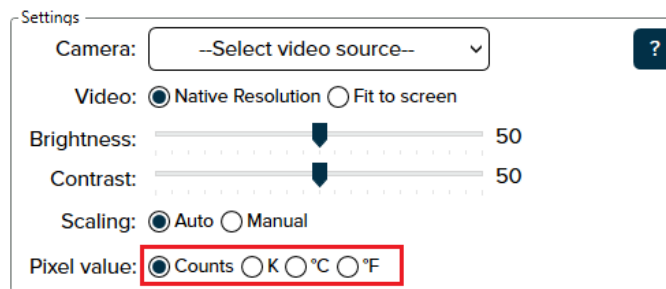 Settings
Camera: --Select video source-- ?
Video: Native Resolution Fit to screen
Brightness: 50
Contrast: 50
Scaling: Auto Manual
Pixel value: Counts K °C °F